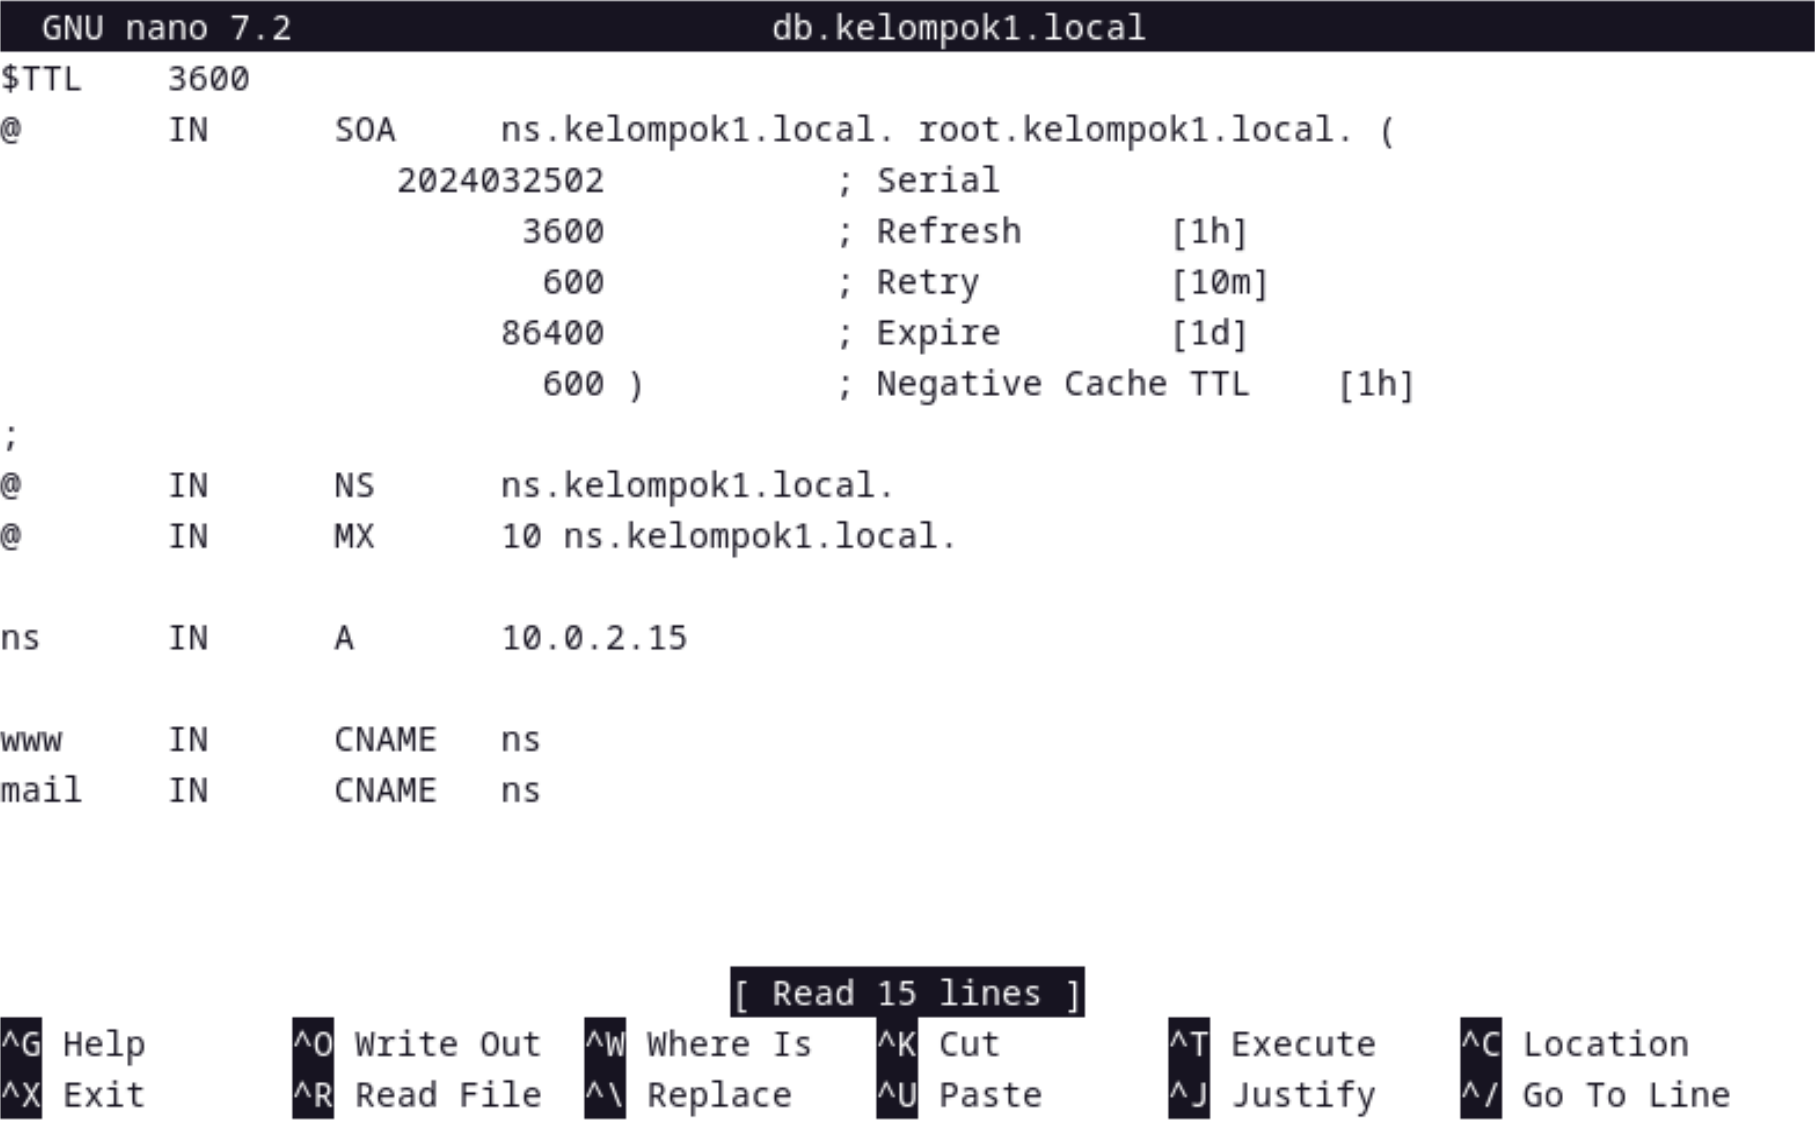 GNU nano 7.2 db.kelompok1.local
$TTL 3600
@ IN SOA ns.kelompok1.local. root.kelompok1.local. (
2024032502 ; Serial
3600 ; Refresh [1h]
600 ; Retry [10m]
86400 ; Expire [1d]
600 ) ; Negative Cache TTL [1h]
;
@ IN NS ns.kelompok1.local.
@ IN MX 10 ns.kelompok1.local.
ns IN A 10.0.2.15
www IN CNAME ns
mail IN CNAME ns
[ Read 15 lines ]
^G Help ^O Write Out ^W Where Is ^K Cut ^T Execute ^C Location
^X Exit ^R Read File ^\ Replace ^U Paste ^J Justify ^/ Go To Line